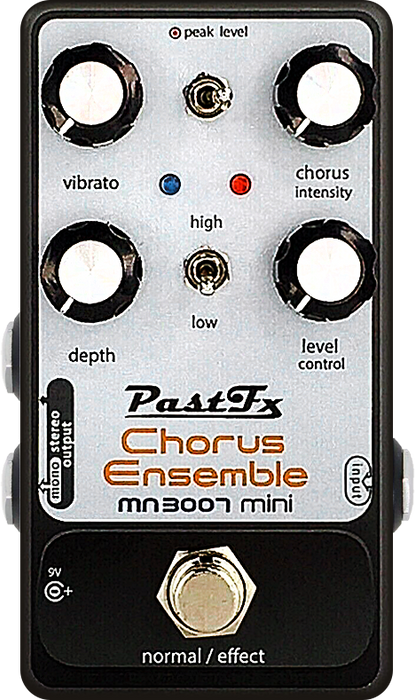 peak level
vibrato
chorus
intensity
high
low
depth
level
control
PastFx
mono stereo
output
input
Chorus
Ensemble
mn3007 mini
9V
+
normal / effect